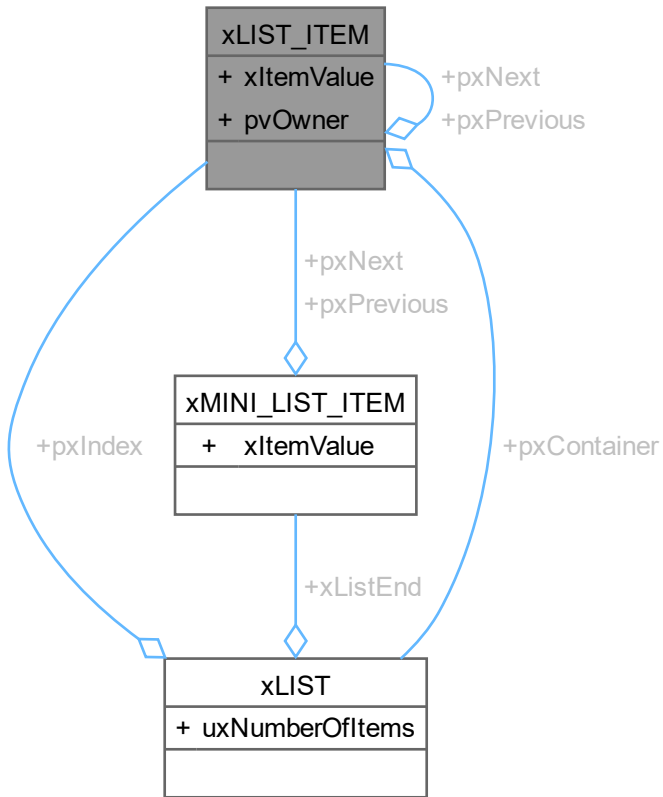 xLIST_ITEM
+ xItemValue
+ pvOwner
+pxNext
+pxPrevious
+pxNext
+pxPrevious
xMINI_LIST_ITEM
+ xItemValue
+pxIndex
+pxContainer
+xListEnd
xLIST
+ uxNumberOfItems